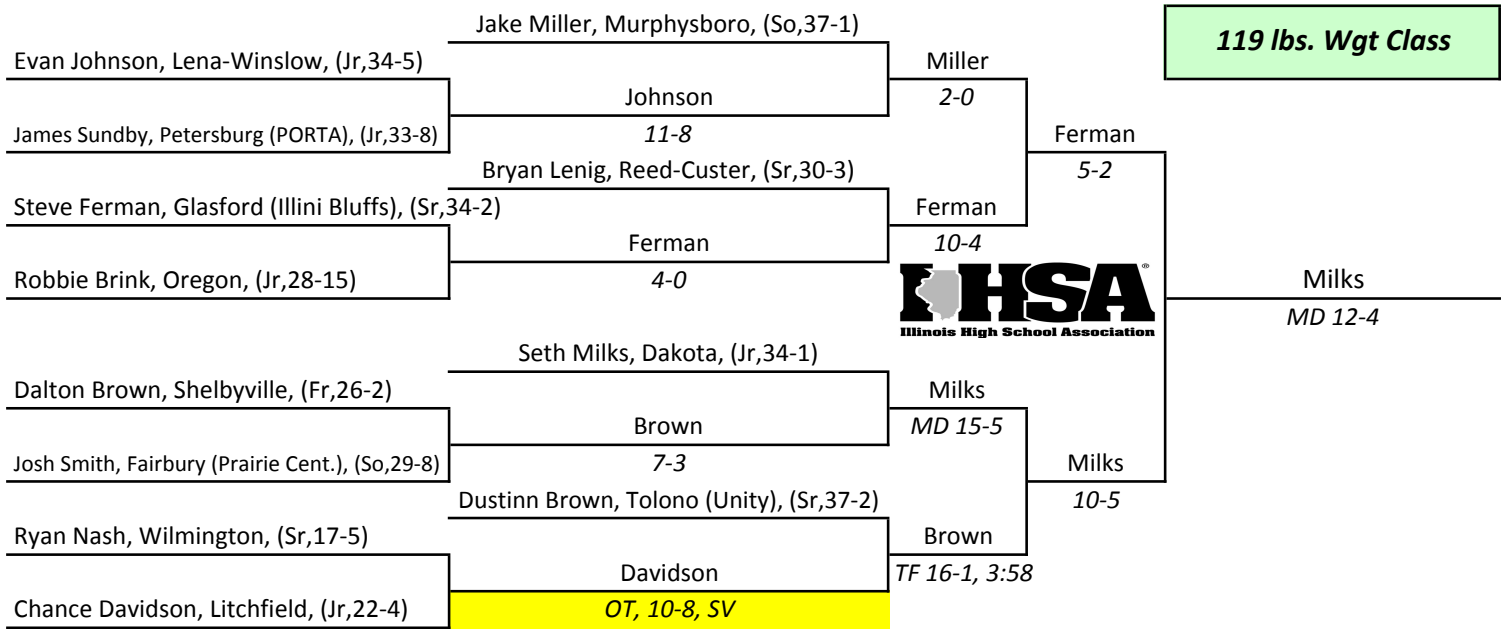 Jake Miller, Murphysboro, (So,37-1)
119 lbs. Wgt Class
Evan Johnson, Lena-Winslow, (Jr,34-5)
Miller
Johnson
2-0
James Sundby, Petersburg (PORTA), (Jr,33-8)
11-8
Ferman
Bryan Lenig, Reed-Custer, (Sr,30-3)
5-2
Steve Ferman, Glasford (Illini Bluffs), (Sr,34-2)
Ferman
Ferman
10-4
Robbie Brink, Oregon, (Jr,28-15)
4-0
IHSA®
Illinois High School Association
Milks
MD 12-4
Seth Milks, Dakota, (Jr,34-1)
Dalton Brown, Shelbyville, (Fr,26-2)
Milks
Brown
MD 15-5
Josh Smith, Fairbury (Prairie Cent.), (So,29-8)
7-3
Milks
Dustinn Brown, Tolono (Unity), (Sr,37-2)
10-5
Ryan Nash, Wilmington, (Sr,17-5)
Brown
Davidson
TF 16-1, 3:58
Chance Davidson, Litchfield, (Jr,22-4)
OT, 10-8, SV